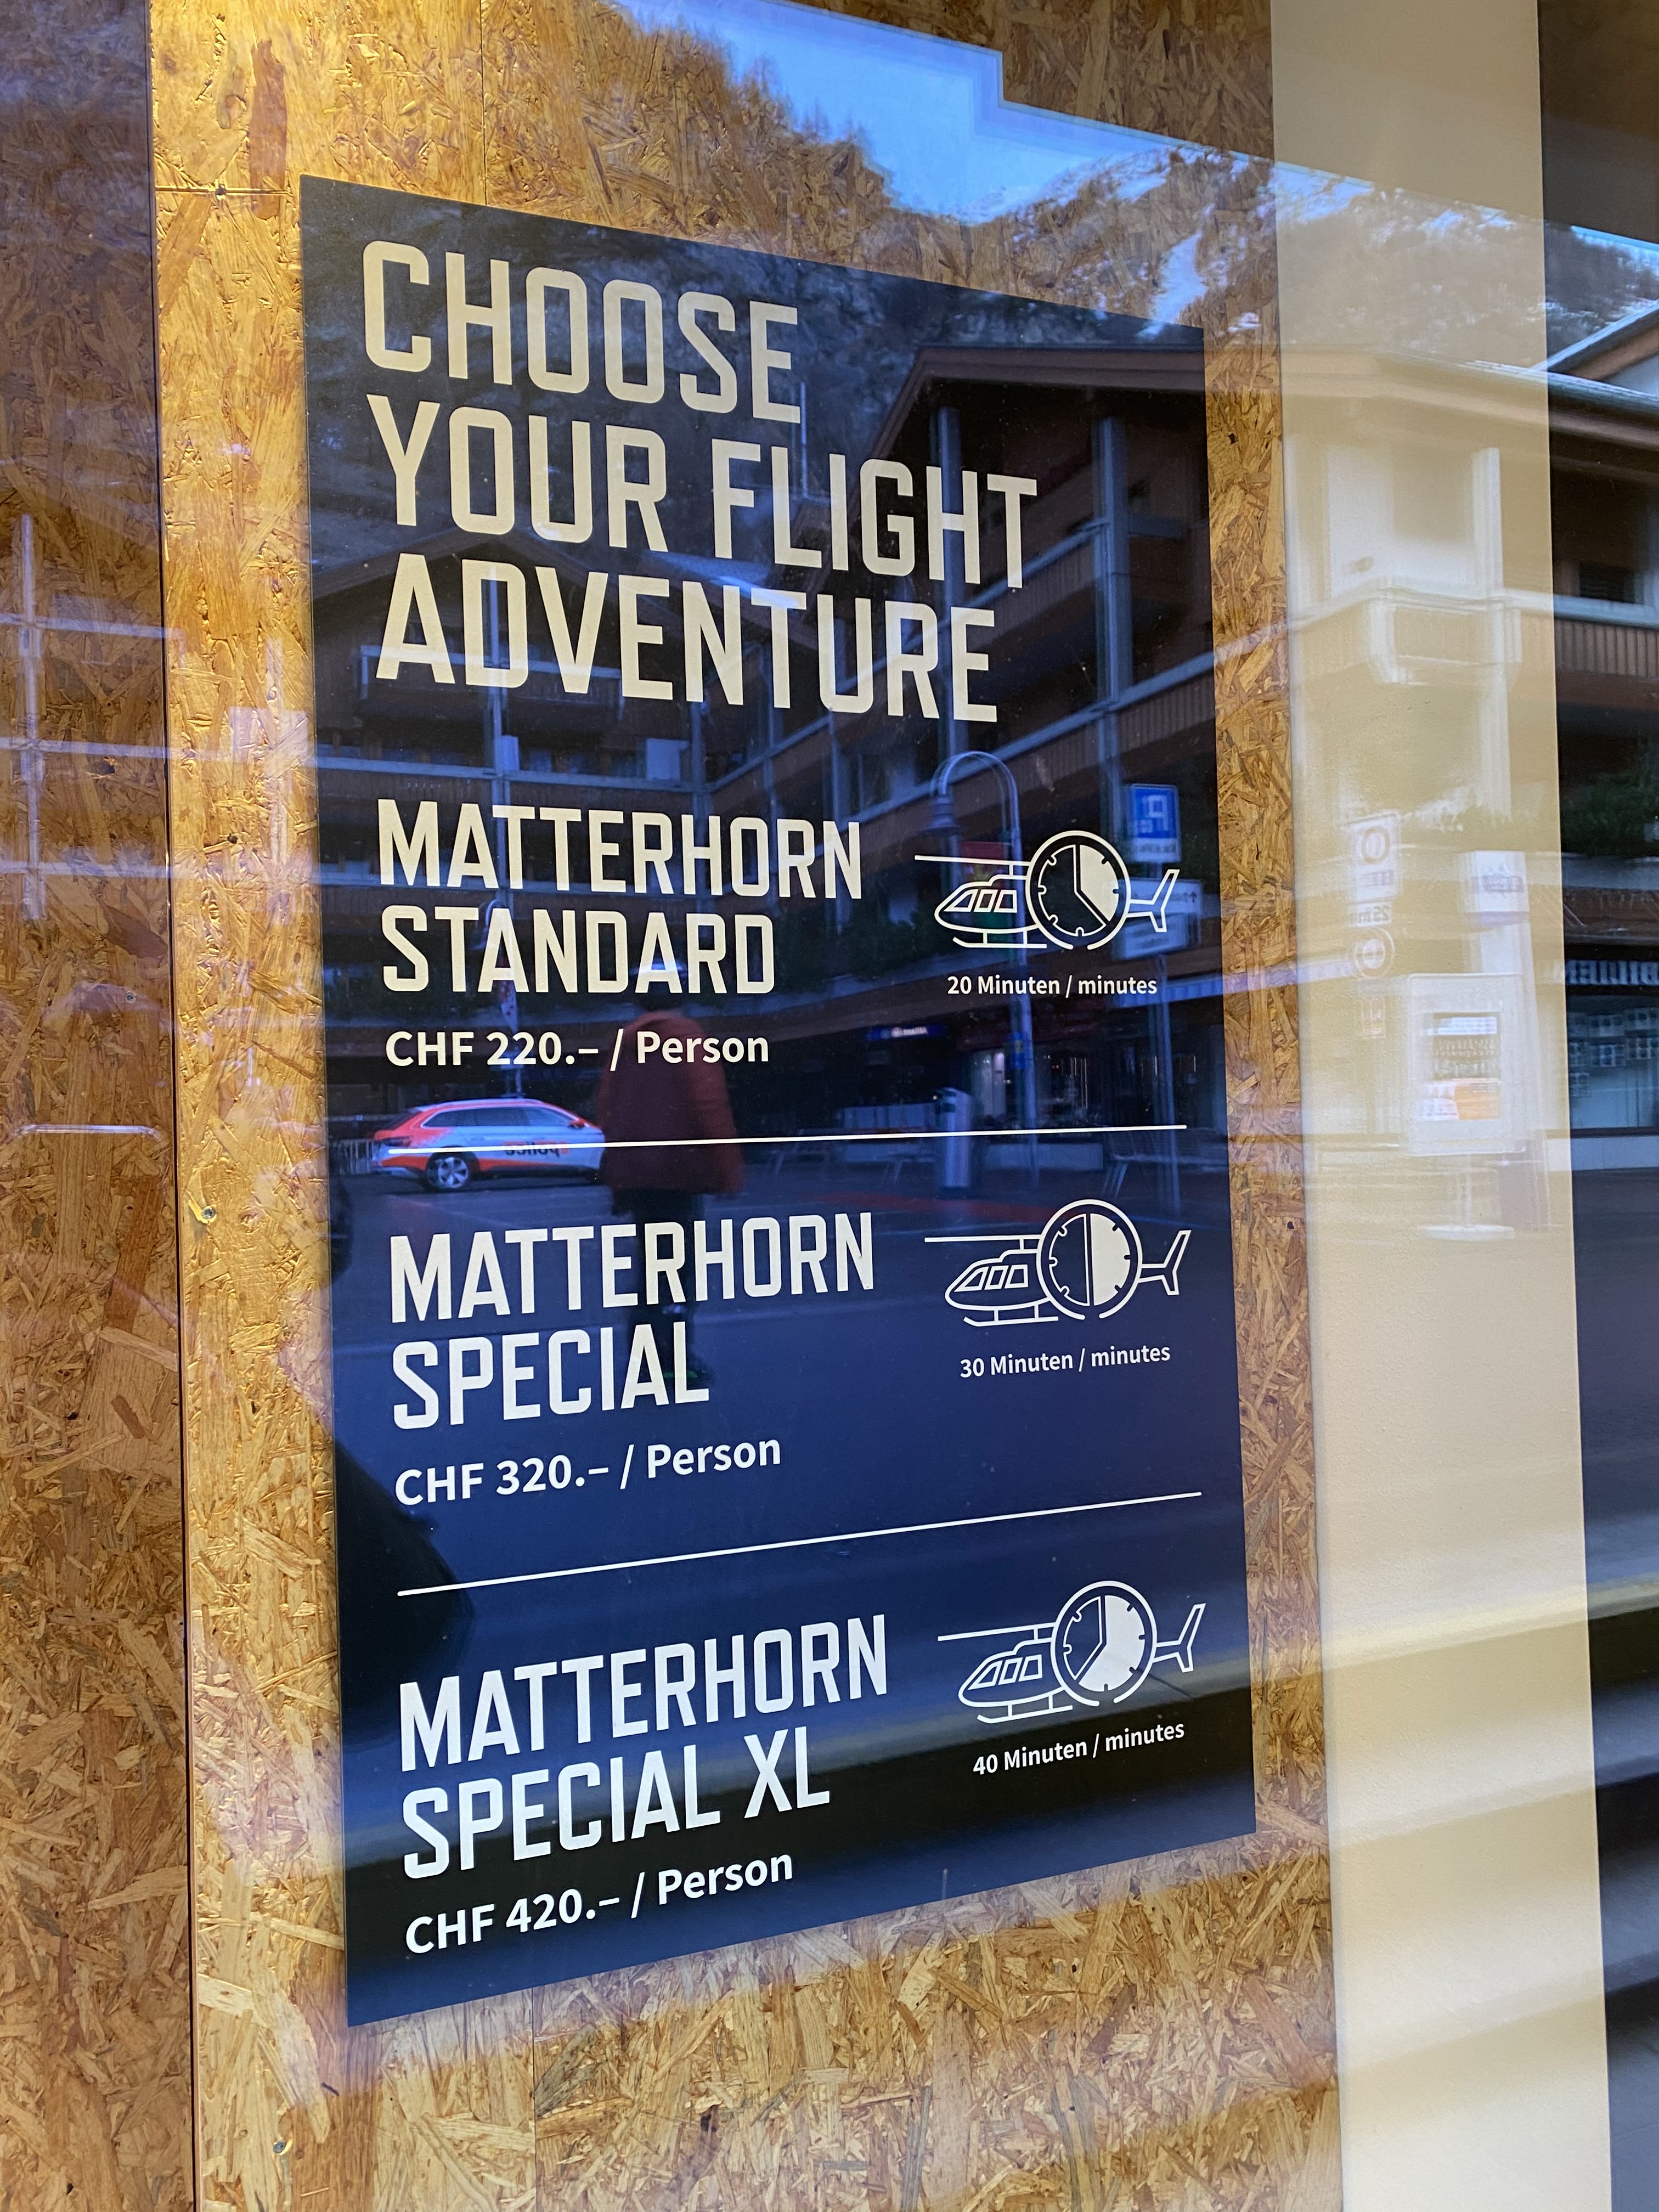 CHOOSE
YOUR FLIGHT
ADVENTURE
MATTERHORN
STANDARD
CHF 220.– / Person
20 Minuten / minutes
MATTERHORN
SPECIAL
CHF 320.– / Person
30 Minuten / minutes
MATTERHORN
SPECIAL XL
CHF 420.– / Person
40 Minuten / minutes
POLICE
P